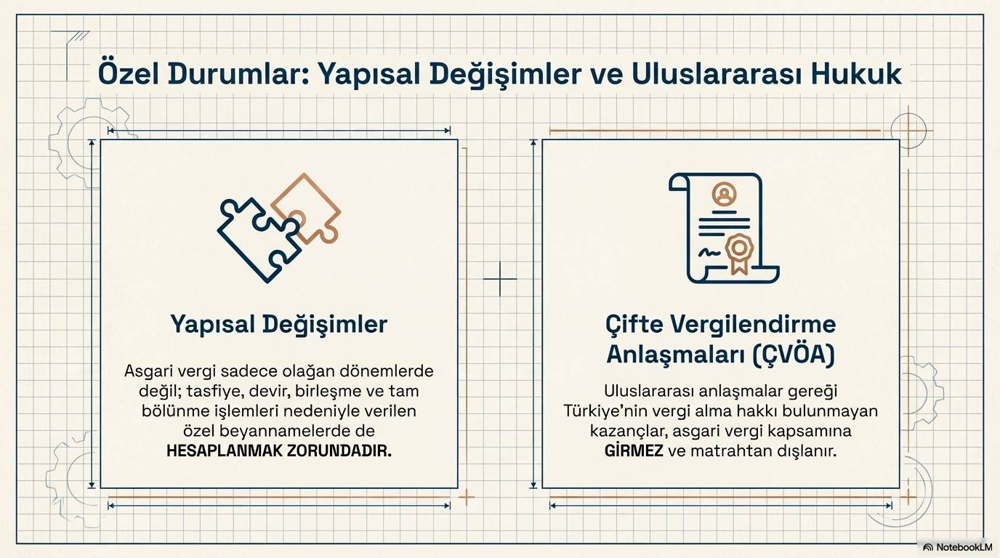 Özel Durumlar: Yapısal Değişimler ve Uluslararası Hukuk
Yapısal Değişimler
Asgari vergi sadece olağan dönemlerde
değil; tasfiye, devir, birleşme ve tam
bölünme işlemleri nedeniyle verilen
özel beyannamelerde de
HESAPLANMAK ZORUNDADIR.
Çifte Vergilendirme
Anlaşmaları (ÇVÖA)
Uluslararası anlaşmalar gereği
Türkiye'nin vergi alma hakkı bulunmayan
kazançlar, asgari vergi kapsamına
GİRMEZ ve matrahtan dışlanır.
NotebookLM